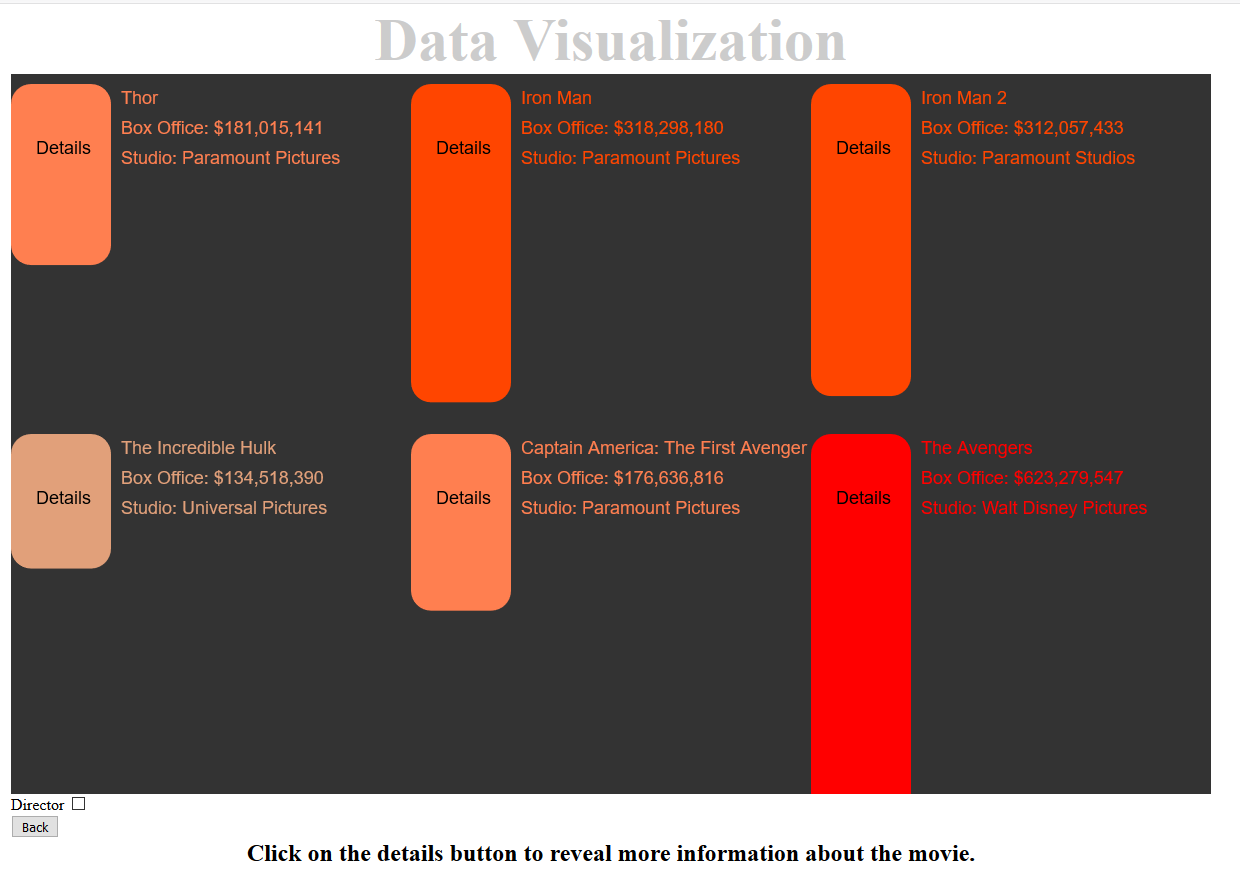 Data Visualization
Details
Thor
Box Office: $181,015,141
Studio: Paramount Pictures
Details
Iron Man
Box Office: $318,298,180
Studio: Paramount Pictures
Details
Iron Man 2
Box Office: $312,057,433
Studio: Paramount Studios
Details
The Incredible Hulk
Box Office: $134,518,390
Studio: Universal Pictures
Details
Captain America: The First Avenger
Box Office: $176,636,816
Studio: Paramount Pictures
Details
The Avengers
Box Office: $623,279,547
Studio: Walt Disney Pictures
Director
Back
Click on the details button to reveal more information about the movie.